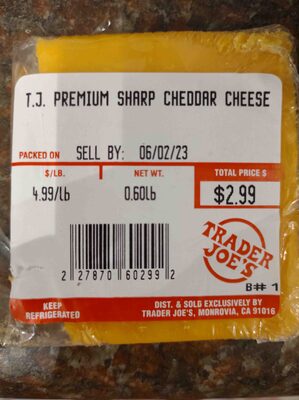 T.J. PREMIUM SHARP CHEDDAR CHEESE
PACKED ON SELL BY: 06/02/23
$/LB. NET WT. TOTAL PRICE $
4.99/lb 0.60lb $2.99
TRADER JOE'S
2 27870 60299 2
B## 1
KEEP REFRIGERATED
DIST. & SOLD EXCLUSIVELY BY
TRADER JOE'S, MONROVIA, CA 91016